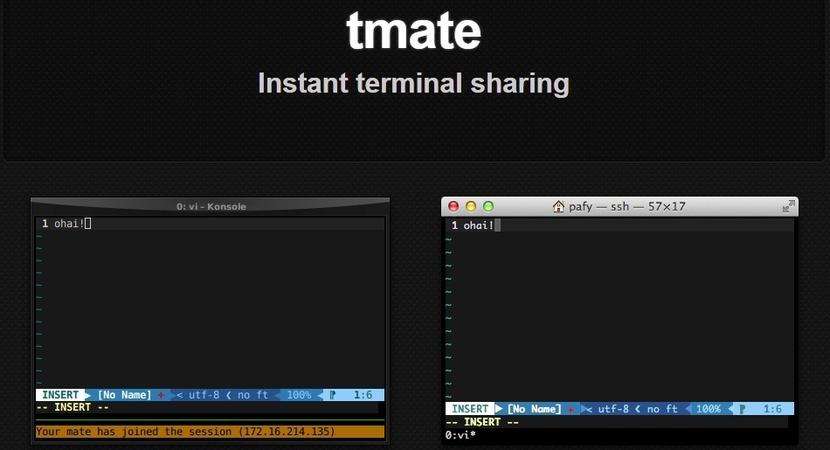 tmate
Instant terminal sharing
0: vi - Konsole
1 ohai!
~
~
~
~
~
~
~
~
~
~
~
~
INSERT [No Name] + < utf-8 < no ft < 100% < 1:6
-- INSERT --
Your mate has joined the session (172.16.214.135)
pafy — ssh — 57×17
1 ohai!
~
~
~
~
~
~
~
~
~
~
~
~
~
INSERT [No Name] + < utf-8 < no ft 100% 1:6
-- INSERT --
0:vi*